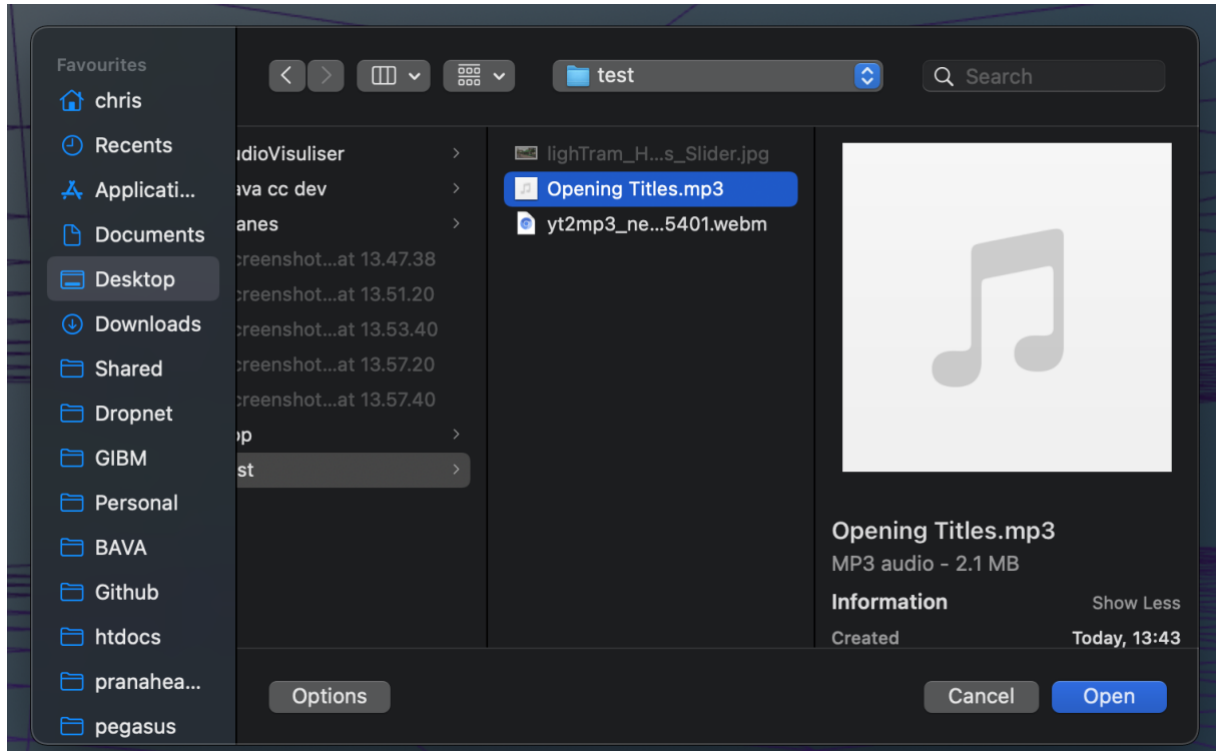 Favourites
chris
Recents
Applicati...
Documents
Desktop
Downloads
Shared
Dropnet
GIBM
Personal
BAVA
Github
htdocs
pranahea...
pegasus
test
Search
udioVisuliser
ava cc dev
anes
creenshot...at 13.47.38
creenshot...at 13.51.20
creenshot...at 13.53.40
creenshot...at 13.57.20
creenshot...at 13.57.40
op
st
lighTram_H...s_Slider.jpg
Opening Titles.mp3
yt2mp3_ne...5401.webm
Opening Titles.mp3
MP3 audio - 2.1 MB
Information Show Less
Created Today, 13:43
Options
Cancel Open